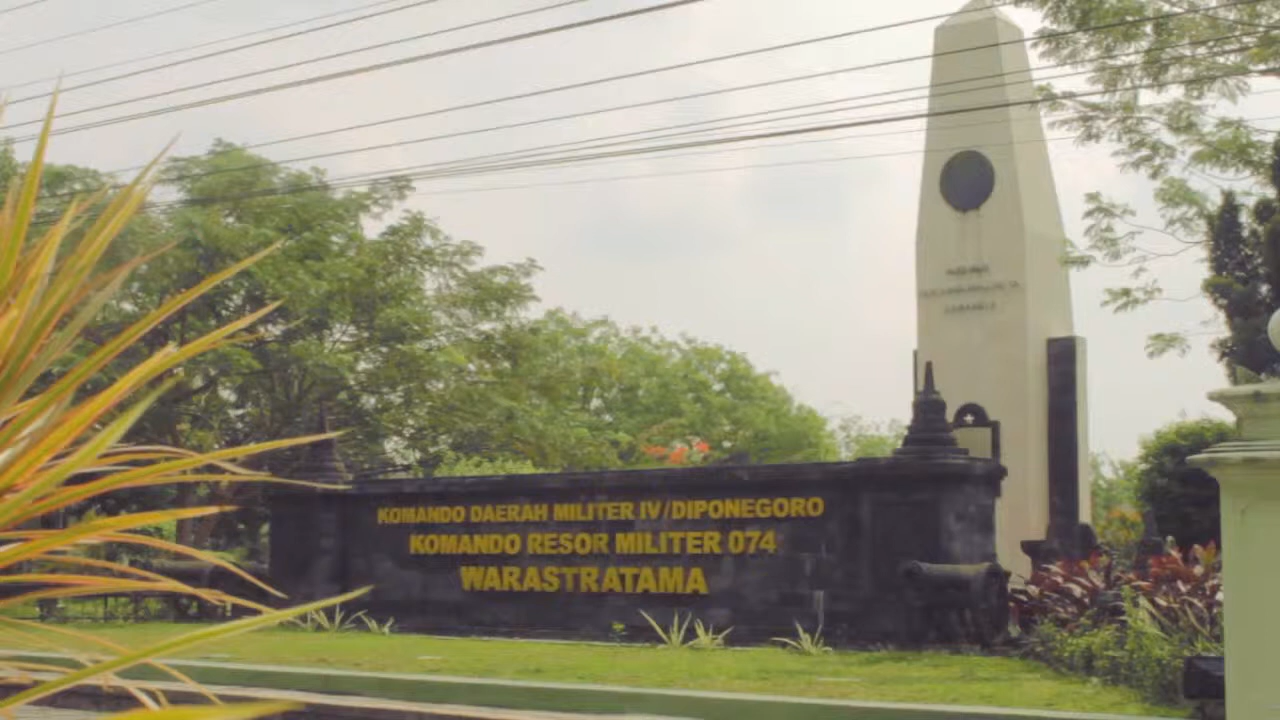 KOMANDO DAERAH MILITER IV/DIPONEGORO
KOMANDO RESOR MILITER 074
WARASTRATAMA